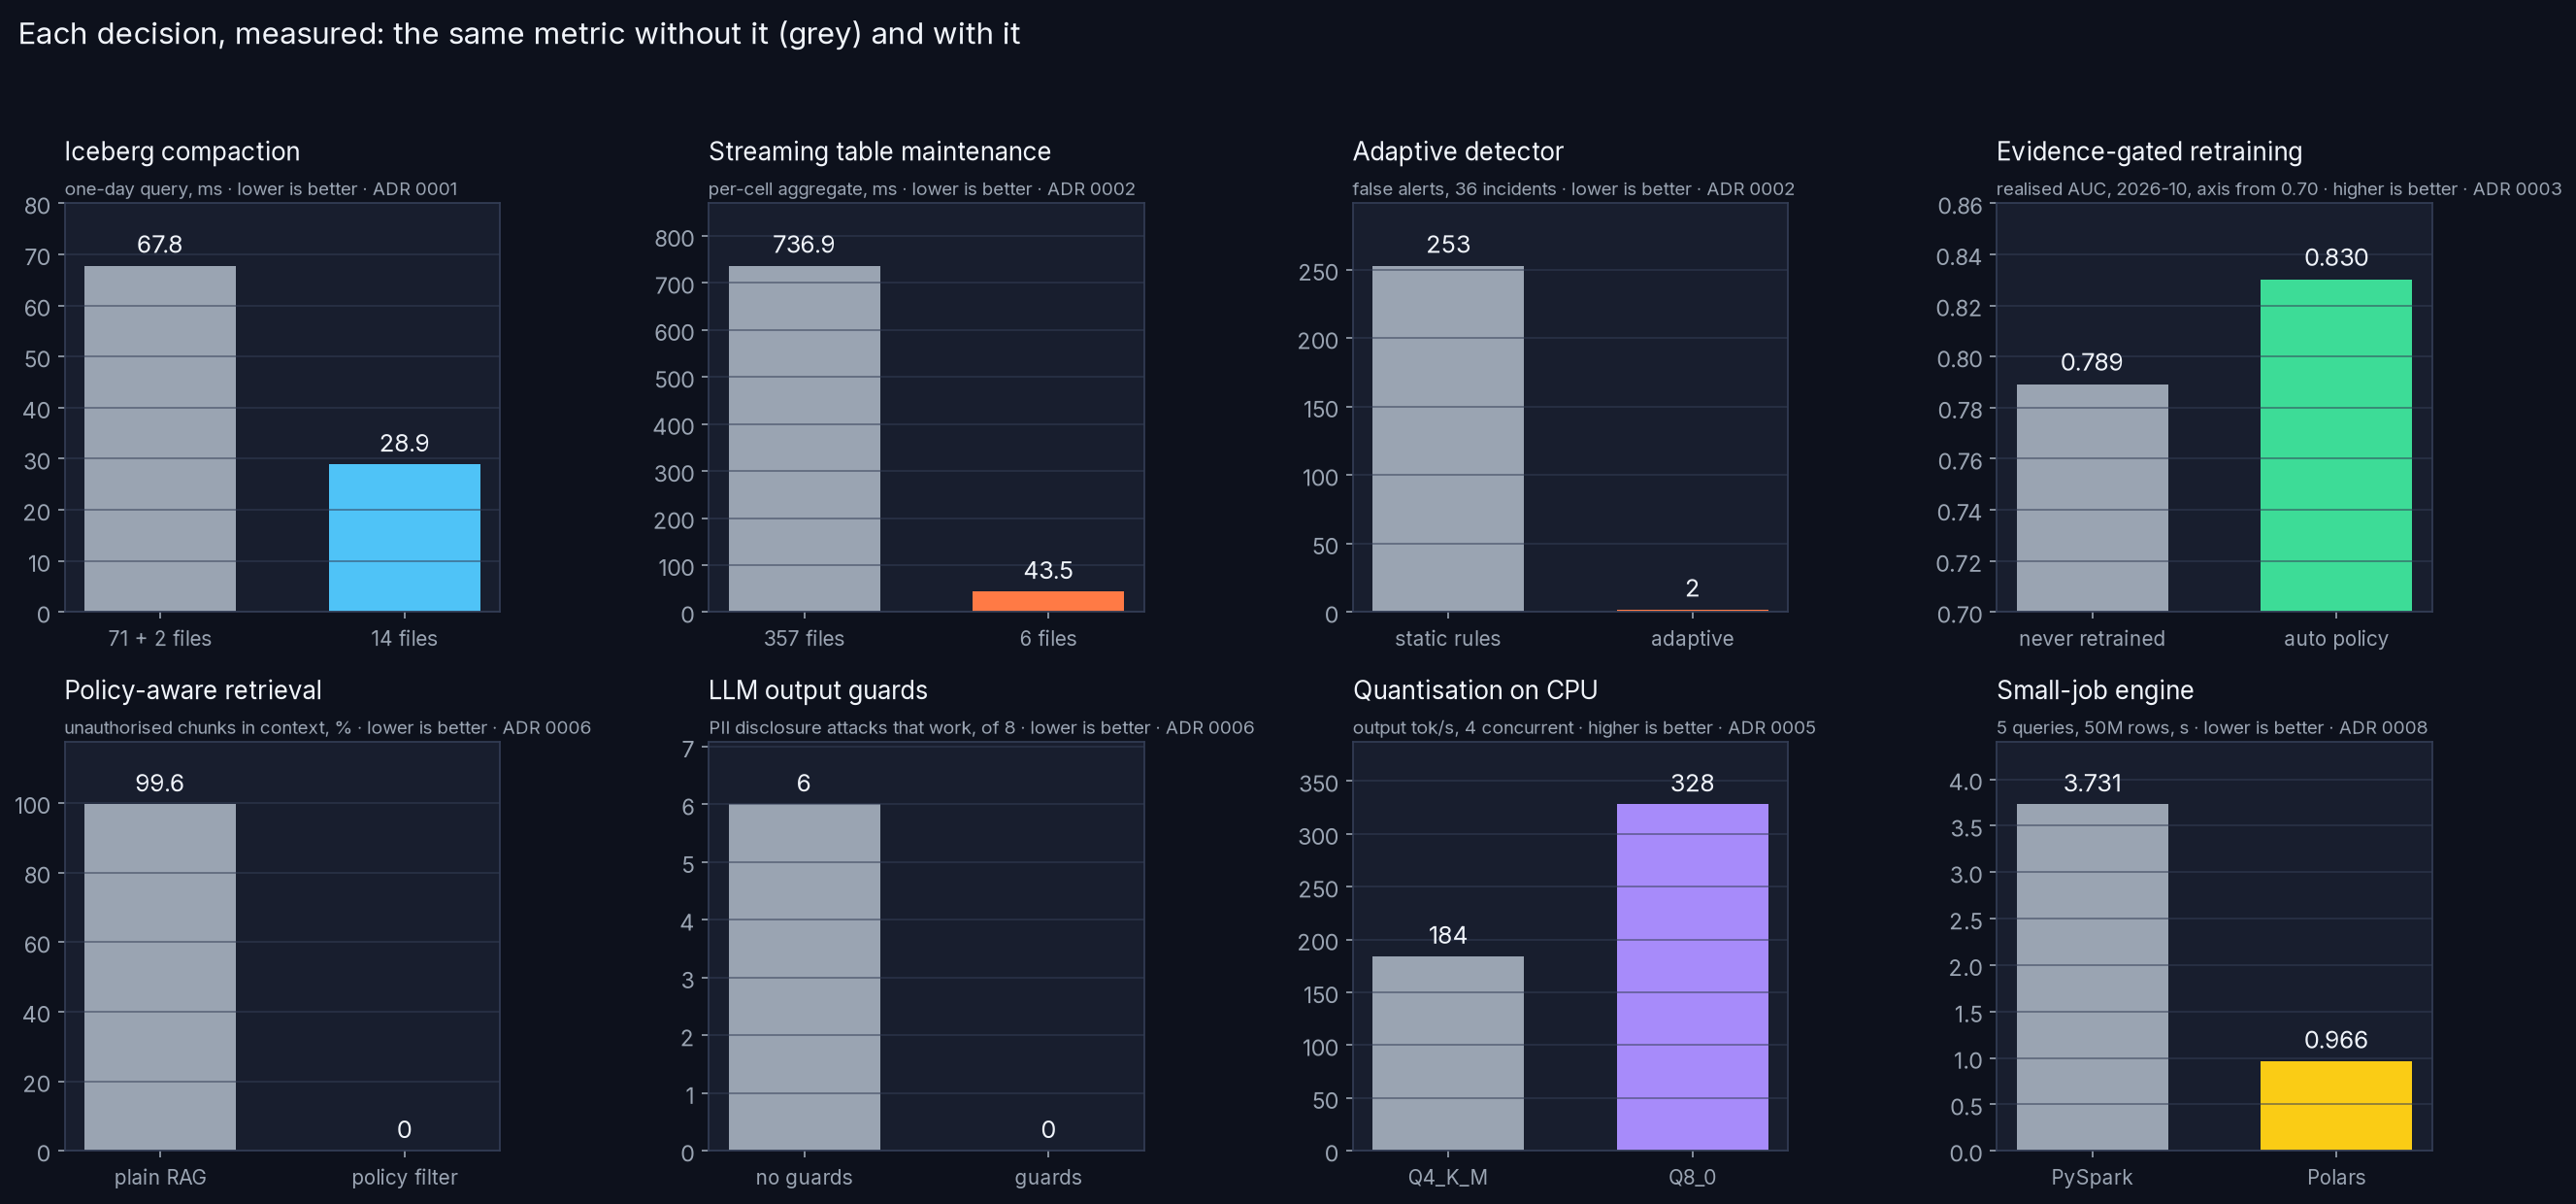 Each decision, measured: the same metric without it (grey) and with it
Iceberg compaction
one-day query, ms · lower is better · ADR 0001
80
70
60
50
40
30
20
10
0
67.8
28.9
71 + 2 files
14 files
Streaming table maintenance
per-cell aggregate, ms · lower is better · ADR 0002
800
700
600
500
400
300
200
100
0
736.9
43.5
357 files
6 files
Adaptive detector
false alerts, 36 incidents · lower is better · ADR 0002
250
200
150
100
50
0
253
2
static rules
adaptive
Evidence-gated retraining
realised AUC, 2026-10, axis from 0.70 · higher is better · ADR 0003
0.86
0.84
0.82
0.80
0.78
0.76
0.74
0.72
0.70
0.789
0.830
never retrained
auto policy
Policy-aware retrieval
unauthorised chunks in context, % · lower is better · ADR 0006
100
80
60
40
20
0
99.6
0
plain RAG
policy filter
LLM output guards
PII disclosure attacks that work, of 8 · lower is better · ADR 0006
7
6
5
4
3
2
1
0
6
0
no guards
guards
Quantisation on CPU
output tok/s, 4 concurrent · higher is better · ADR 0005
350
300
250
200
150
100
50
0
184
328
Q4_K_M
Q8_0
Small-job engine
5 queries, 50M rows, s · lower is better · ADR 0008
4.0
3.5
3.0
2.5
2.0
1.5
1.0
0.5
0.0
3.731
0.966
PySpark
Polars